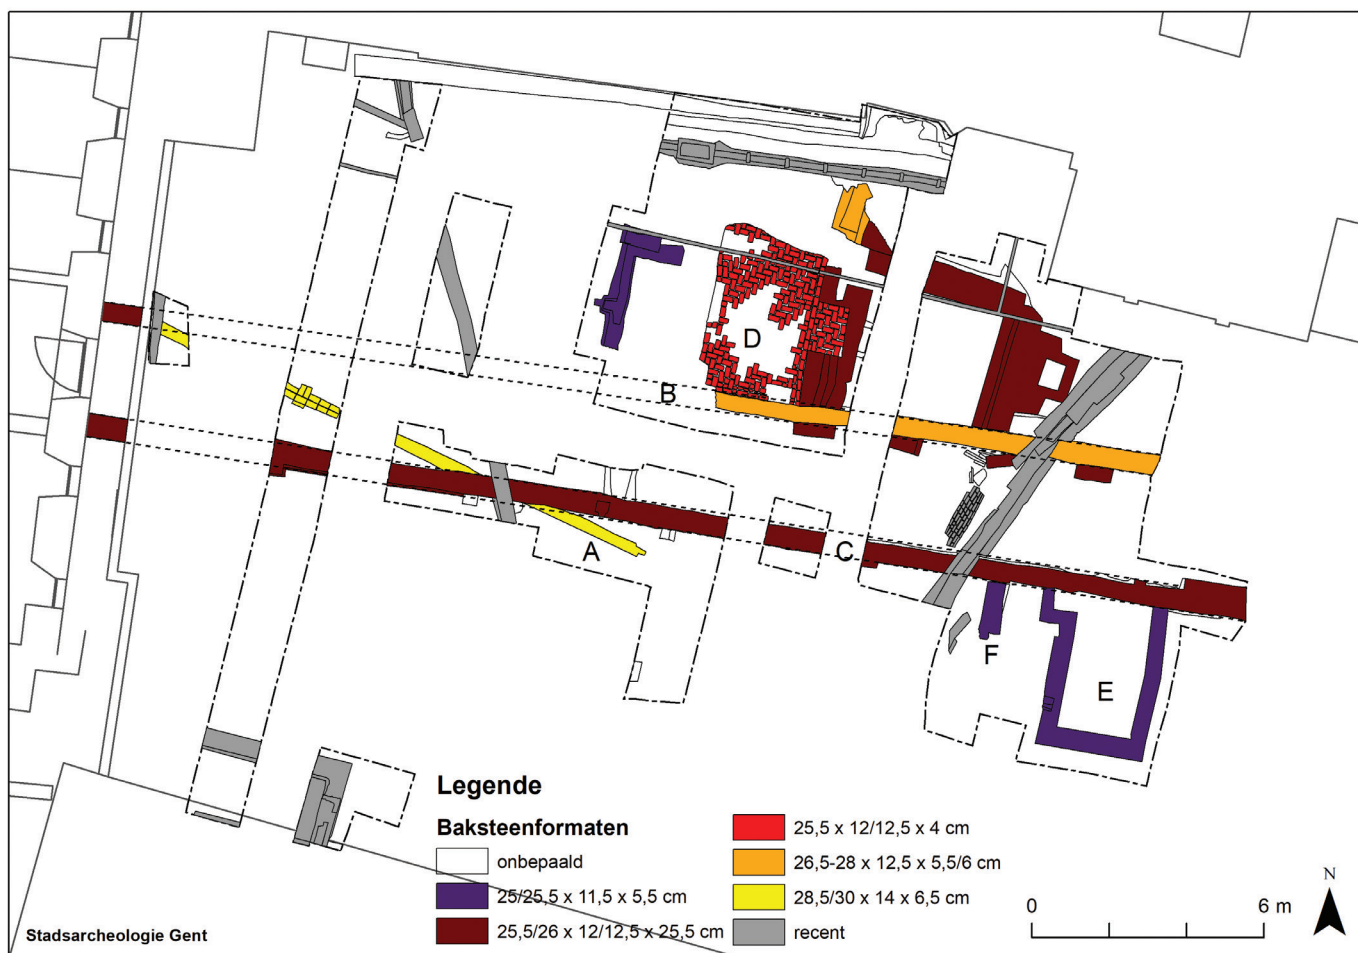 D
B
A
C
F
E
Legende
Baksteenformaten
onbepaald
25/25,5 x 11,5 x 5,5 cm
25,5/26 x 12/12,5 x 25,5 cm
25,5 x 12/12,5 x 4 cm
26,5-28 x 12,5 x 5,5/6 cm
28,5/30 x 14 x 6,5 cm
recent
0 6 m
N
Stadsarcheologie Gent